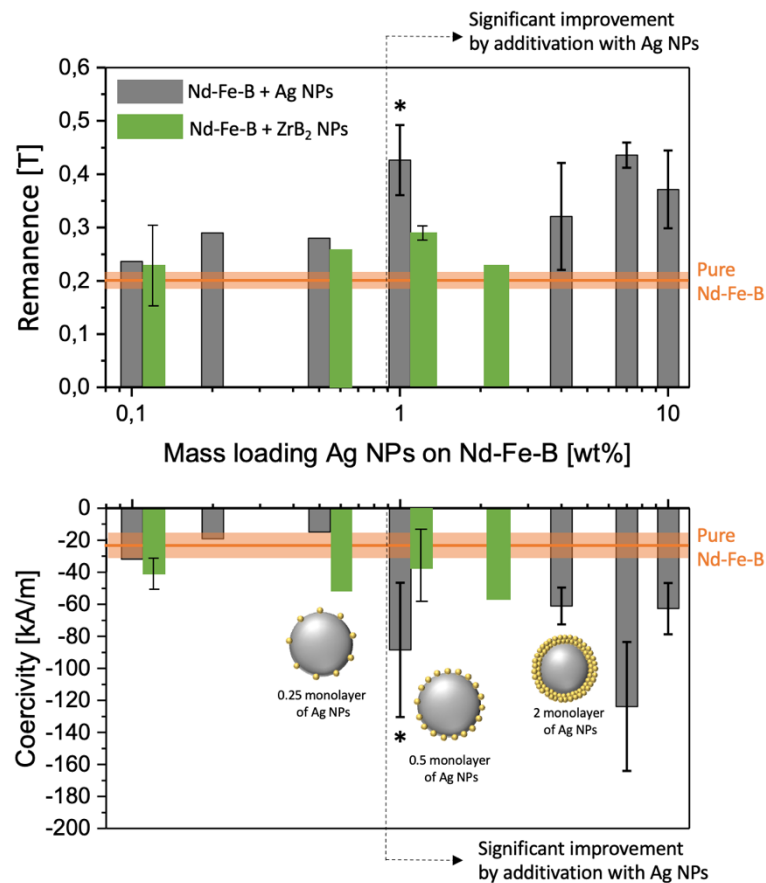 Significant improvement
by additivation with Ag NPs
0,6
0,5
0,4
0,3
0,2
0,1
0,0
Remanence [T]
Nd-Fe-B + Ag NPs
Nd-Fe-B + ZrB₂ NPs
*
Pure
Nd-Fe-B
0,1
1
10
Mass loading Ag NPs on Nd-Fe-B [wt%]
0
-20
-40
-60
-80
-100
-120
-140
-160
-180
-200
Coercivity [kA/m]
Pure
Nd-Fe-B
0.25 monolayer
of Ag NPs
*
0.5 monolayer
of Ag NPs
2 monolayer
of Ag NPs
Significant improvement
by additivation with Ag NPs